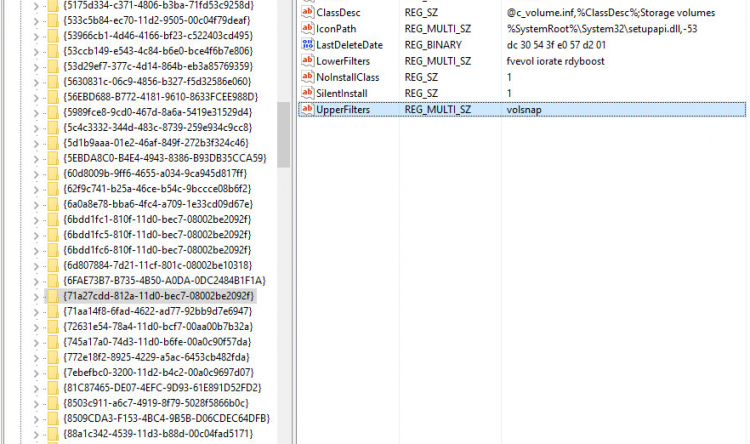 {5175d334-c371-4806-b3ba-71fd53c9258d}
{533c5b84-ec70-11d2-9505-00c04f79deaf}
{53966cb1-4d46-4166-bf23-c522403cd495}
{53ccb149-e543-4c84-b6e0-bce4f6b7e806}
{53d29ef7-377c-4d14-864b-eb3a85769359}
{5630831c-06c9-4856-b327-f5d32586e060}
{56EBD688-B772-4181-9610-8633FCEE988D}
{5989fce8-9cd0-467d-8a6a-5419e31529d4}
{5c4c3332-344d-483c-8739-259e934c9cc8}
{5d1b9aaa-01e2-46af-849f-272b3f324c46}
{5EBDA8C0-B4E4-4943-8386-B93DB35CCA59}
{60d8009b-9ff6-4655-a034-9ca945d817ff}
{62f9c741-b25a-46ce-b54c-9bccce08b6f2}
{6a0a8e78-bba6-4fc4-a709-1e33cd09d67e}
{6bdd1fc1-810f-11d0-bec7-08002be2092f}
{6bdd1fc5-810f-11d0-bec7-08002be2092f}
{6bdd1fc6-810f-11d0-bec7-08002be2092f}
{6d807884-7d21-11cf-801c-08002be10318}
{6FAE73B7-B735-4B50-A0DA-0DC2484B1F1A}
{71a27cdd-812a-11d0-bec7-08002be2092f}
{71aa14f8-6fad-4622-ad77-92bb9d7e6947}
{72631e54-78a4-11d0-bcf7-00aa00b7b32a}
{745a17a0-74d3-11d0-b6fe-00a0c90f57da}
{772e18f2-8925-4229-a5ac-6453cb482fda}
{7ebefbc0-3200-11d2-b4c2-00a0c9697d07}
{81C87465-DE07-4EFC-9D93-61E891D52FD2}
{8503c911-a6c7-4919-8f79-5028f5866b0c}
{8509CDA3-F153-4BC4-9B5B-D06CDEC64DFB}
{88a1c342-4539-11d3-b88d-00c04fad5171}
ab ClassDesc REG_SZ @c_volume.inf,%ClassDesc%;Storage volumes
ab IconPath REG_MULTI_SZ %SystemRoot%\System32\setupapi.dll,-53
LastDeleteDate REG_BINARY dc 30 54 3f e0 57 d2 01
ab LowerFilters REG_MULTI_SZ fvevol iorate rdyboost
ab NoInstallClass REG_SZ 1
ab SilentInstall REG_SZ 1
ab UpperFilters REG_MULTI_SZ volsnap